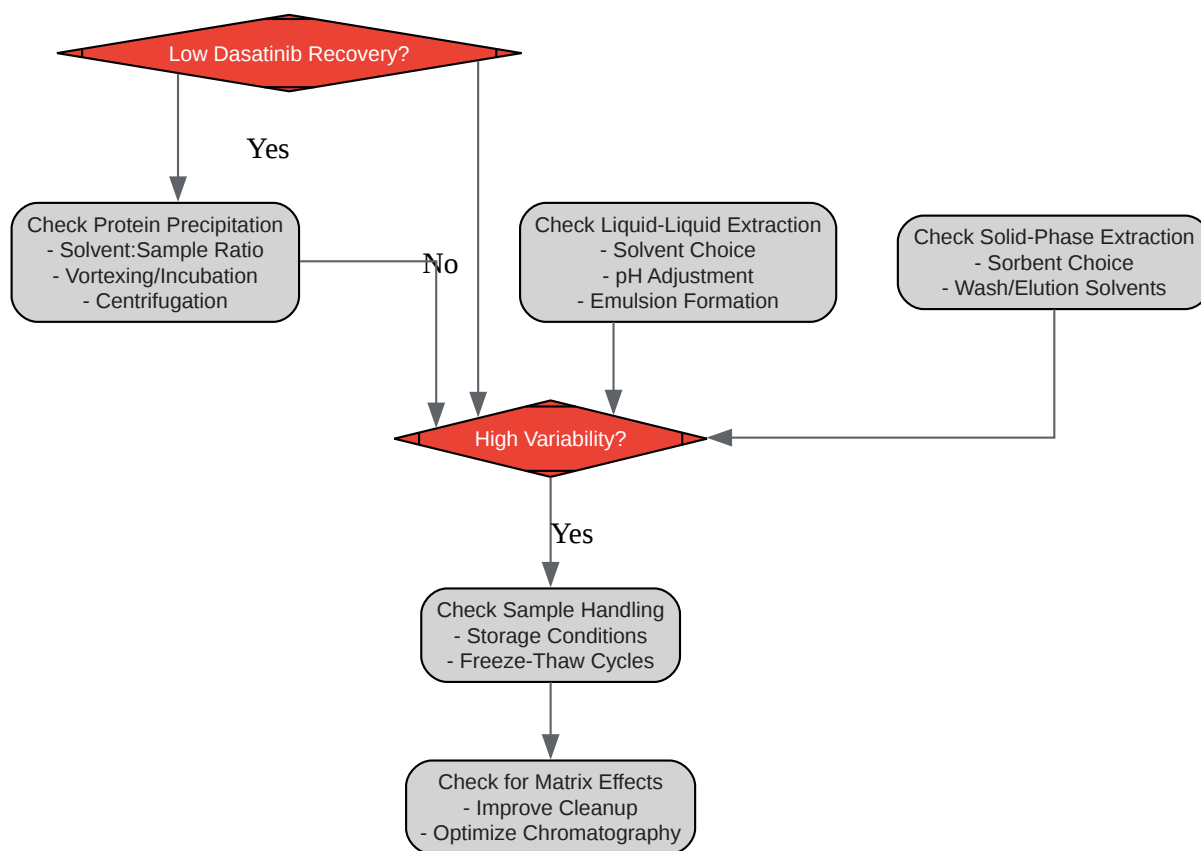 Low Dasatinib Recovery?
Yes
Check Protein Precipitation
- Solvent:Sample Ratio
- Vortexing/Incubation
- Centrifugation
No
Check Liquid-Liquid Extraction
- Solvent Choice
- pH Adjustment
- Emulsion Formation
Check Solid-Phase Extraction
- Sorbent Choice
- Wash/Elution Solvents
High Variability?
Yes
Check Sample Handling
- Storage Conditions
- Freeze-Thaw Cycles
Check for Matrix Effects
- Improve Cleanup
- Optimize Chromatography